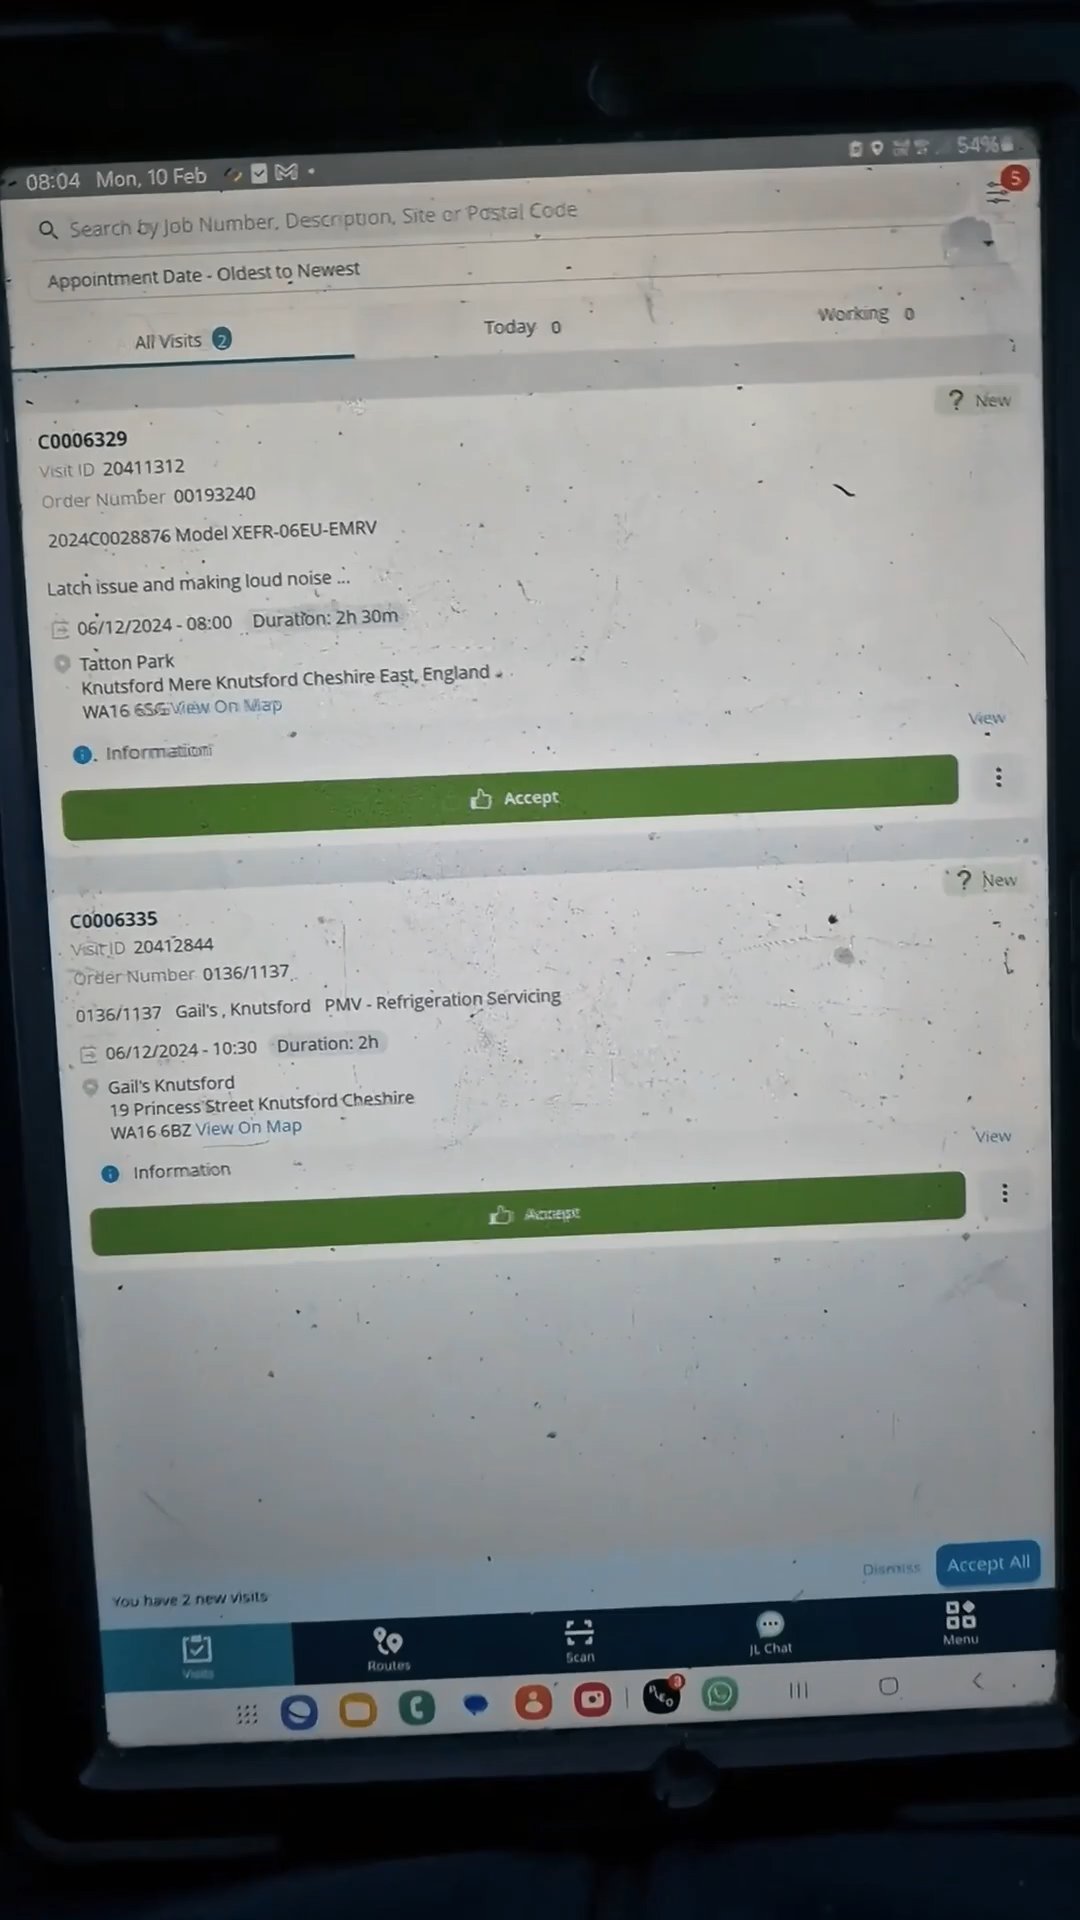 08:04 Mon, 10 Feb
54%
5
Search by Job Number, Description, Site or Postal Code
Appointment Date - Oldest to Newest
All Visits 2
Today 0
Working 0
? New
C0006329
Visit ID 20411312
Order Number 00193240
2024C0028876 Model XEFR-06EU-EMRV
Latch issue and making loud noise ...
06/12/2024 - 08:00 Duration: 2h 30m
Tatton Park
Knutsford Mere Knutsford Cheshire East, England
WA16 6SG View On Map
View
Information
Accept
? New
C0006335
Visit ID 20412844
Order Number 0136/1137
0136/1137 Gail's , Knutsford PMV - Refrigeration Servicing
06/12/2024 - 10:30 Duration: 2h
Gail's Knutsford
19 Princess Street Knutsford Cheshire
WA16 6BZ View On Map
View
Information
Accept
You have 2 new visits
Dismiss
Accept All
Visits
Routes
Scan
JL Chat
Menu
PLEO
3